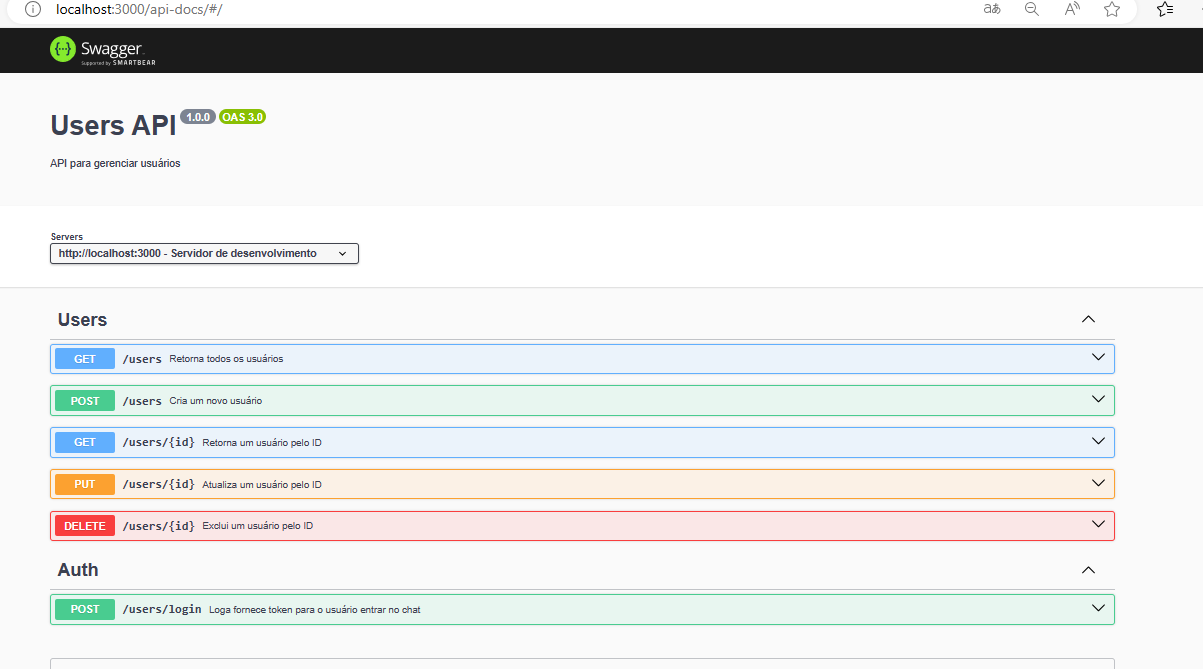 localhost:3000/api-docs/#/
Swagger
Supported by SMARTBEAR
Users API 1.0.0 OAS 3.0
API para gerenciar usuários
Servers
http://localhost:3000 - Servidor de desenvolvimento
Users
GET /users Retorna todos os usuários
POST /users Cria um novo usuário
GET /users/{id} Retorna um usuário pelo ID
PUT /users/{id} Atualiza um usuário pelo ID
DELETE /users/{id} Exclui um usuário pelo ID
Auth
POST /users/login Loga fornece token para o usuário entrar no chat